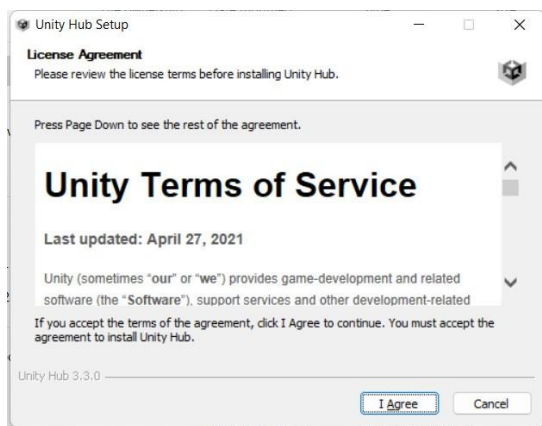 Unity Hub Setup
License Agreement
Please review the license terms before installing Unity Hub.
Press Page Down to see the rest of the agreement.
Unity Terms of Service
Last updated: April 27, 2021
Unity (sometimes “our” or “we”) provides game-development and related
software (the “Software”), support services and other development-related
If you accept the terms of the agreement, click I Agree to continue. You must accept the
agreement to install Unity Hub.
Unity Hub 3.3.0
I Agree
Cancel